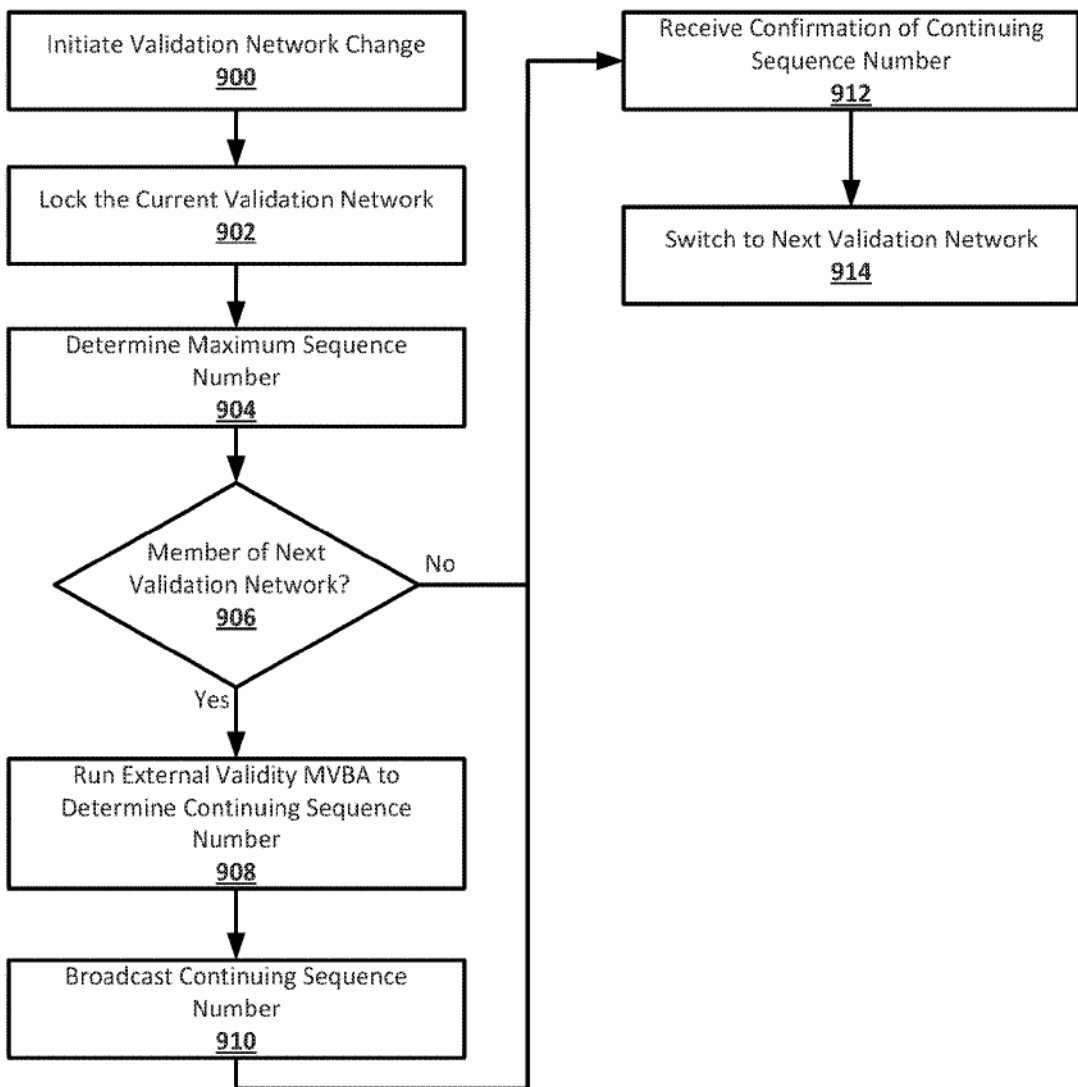 Initiate Validation Network Change
900
Lock the Current Validation Network
902
Determine Maximum Sequence
Number
904
Member of Next
Validation Network?
906
No
Yes
Run External Validity MVBA to
Determine Continuing Sequence
Number
908
Broadcast Continuing Sequence
Number
910
Receive Confirmation of Continuing
Sequence Number
912
Switch to Next Validation Network
914